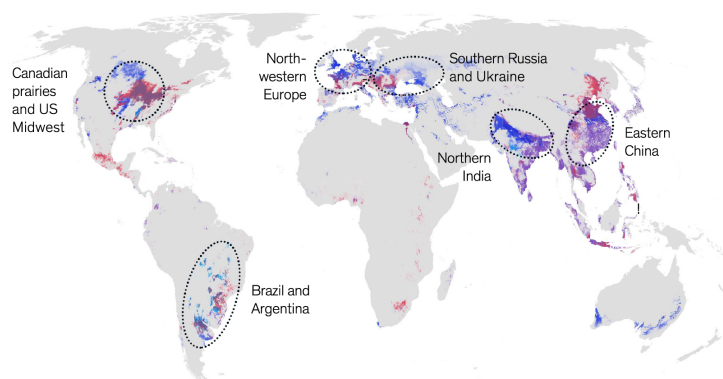 Canadian
prairies
and US
Midwest
North-
western
Europe
Southern Russia
and Ukraine
Northern
India
Eastern
China
!
Brazil and
Argentina